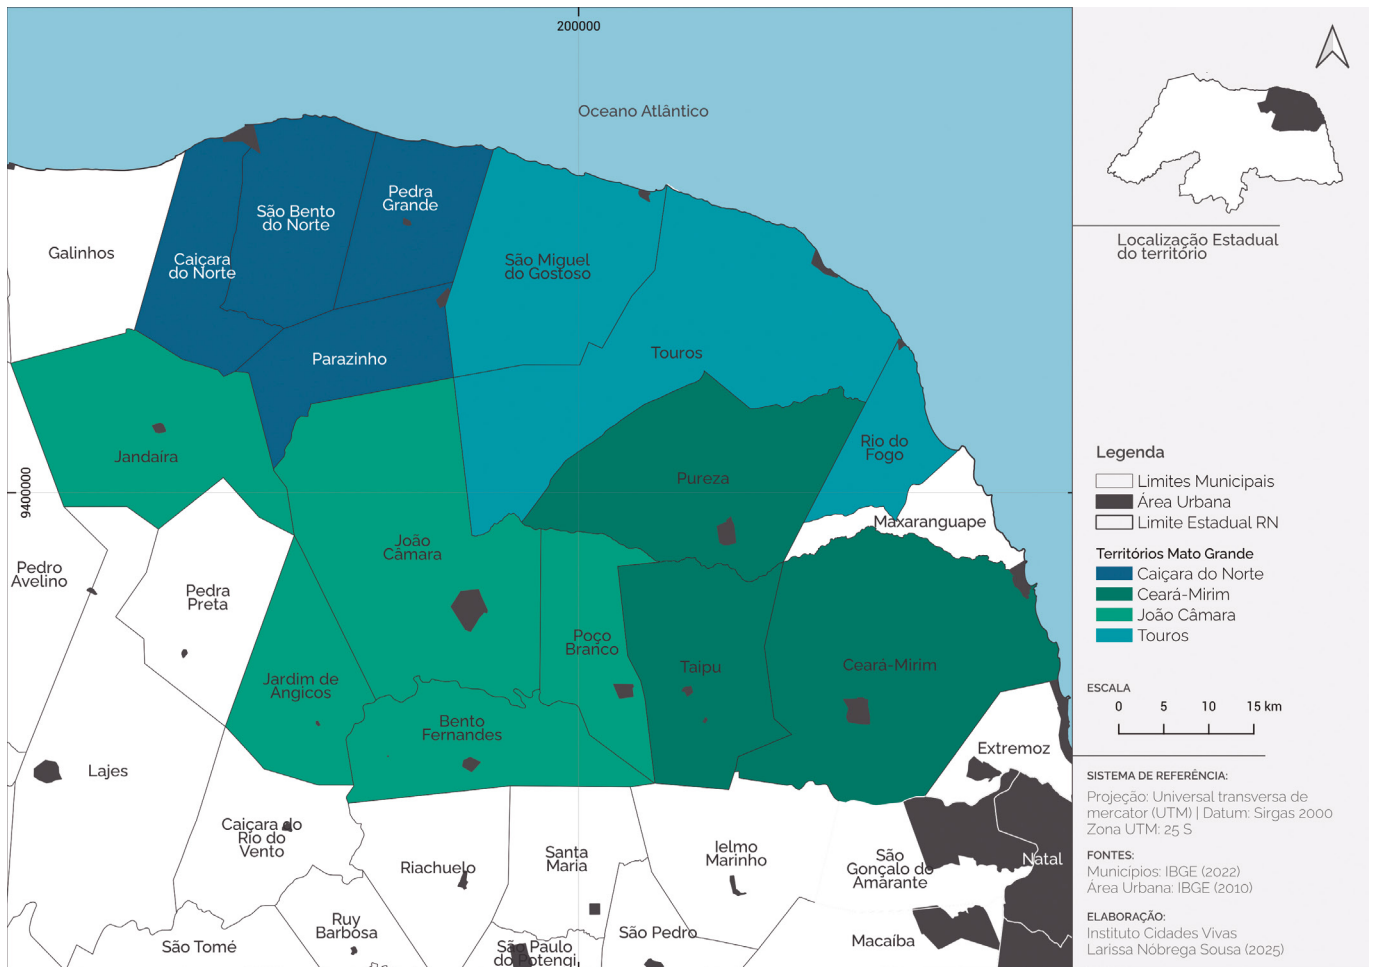 200000
Oceano Atlântico
Pedra
Grande
São Bento
do Norte
Galinhos
Caiçara
do Norte
São Miguel
do Gostoso
Parazinho
Touros
Jandaíra
Rio do
Fogo
Pureza
9400000
Maxaranguape
João
Câmara
Pedro
Avelino
Pedra
Preta
Poço
Branco
Taipu
Ceará-Mirim
Jardim de
Angicos
Bento
Fernandes
Extremoz
Lajes
Caiçara do
Rio do
Vento
Riachuelo
Santa
Maria
Ielmo
Marinho
São
Gonçalo do
Amarante
Natal
Ruy
Barbosa
São Tomé
São Paulo
do Potengi
São Pedro
Macaíba
Localização Estadual
do território
Legenda
Limites Municipais
Área Urbana
Limite Estadual RN
Territórios Mato Grande
Caiçara do Norte
Ceará-Mirim
João Câmara
Touros
ESCALA
0 5 10 15 km
SISTEMA DE REFERÊNCIA:
Projeção: Universal transversa de
mercator (UTM) | Datum: Sirgas 2000
Zona UTM: 25 S
FONTES:
Municípios: IBGE (2022)
Área Urbana: IBGE (2010)
ELABORAÇÃO:
Instituto Cidades Vivas
Larissa Nóbrega Sousa (2025)